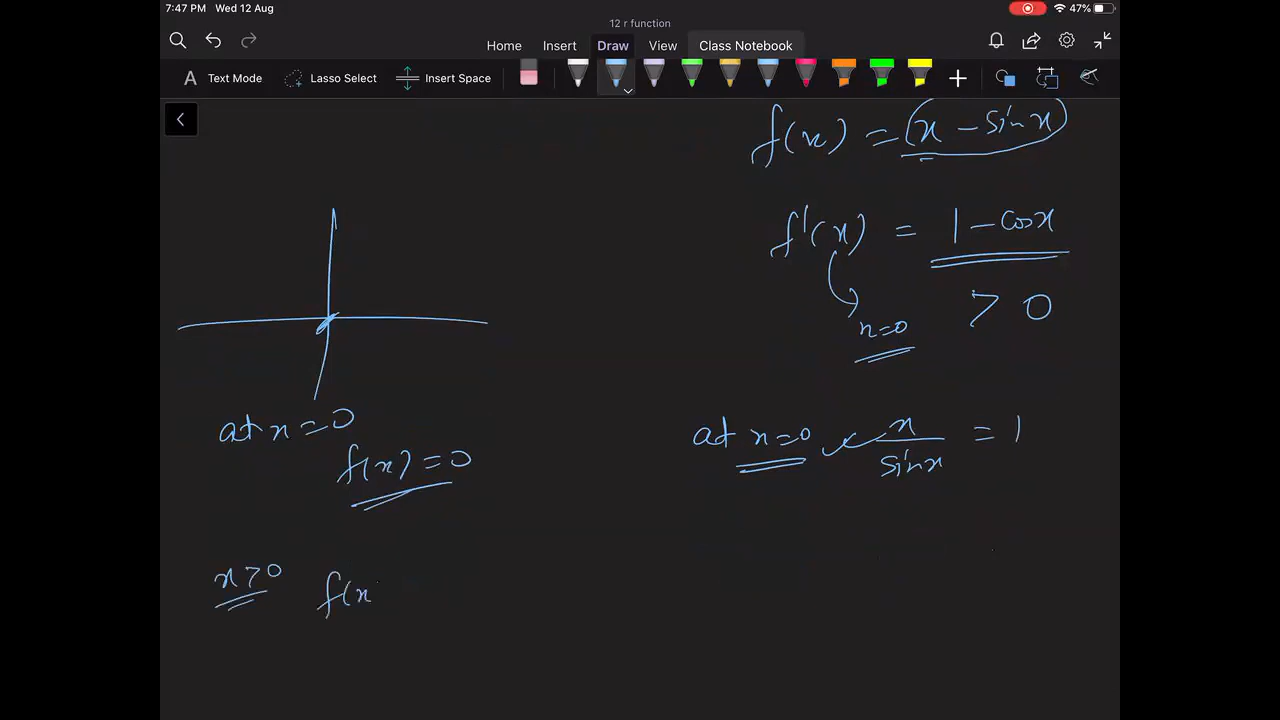 7:47 PM Wed 12 Aug
47%
12 r function
Home Insert Draw View Class Notebook
Text Mode Lasso Select Insert Space
f(x) = (x - sin x)
f'(x) = 1 - cos x
> 0
x=0
at x = 0
f(x) = 0
at x = 0 x/sin x = 1
x > 0 f(x